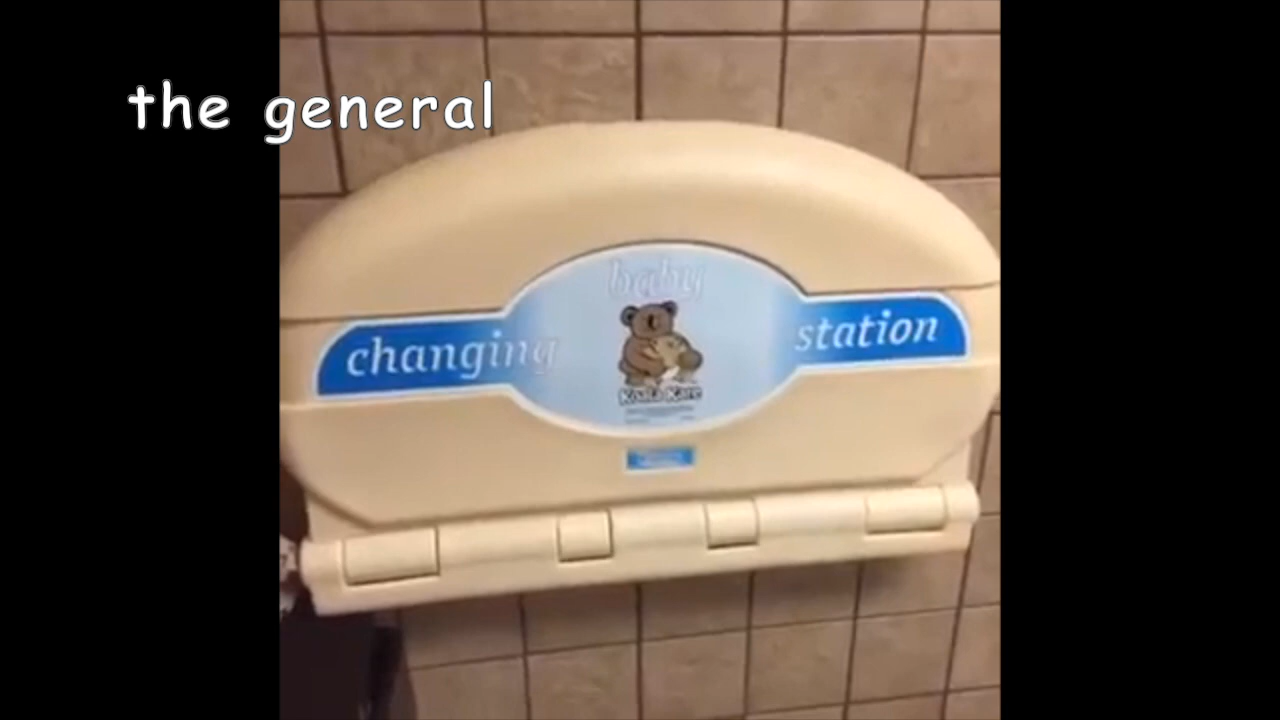 the general
baby
changing station
Koala Kare